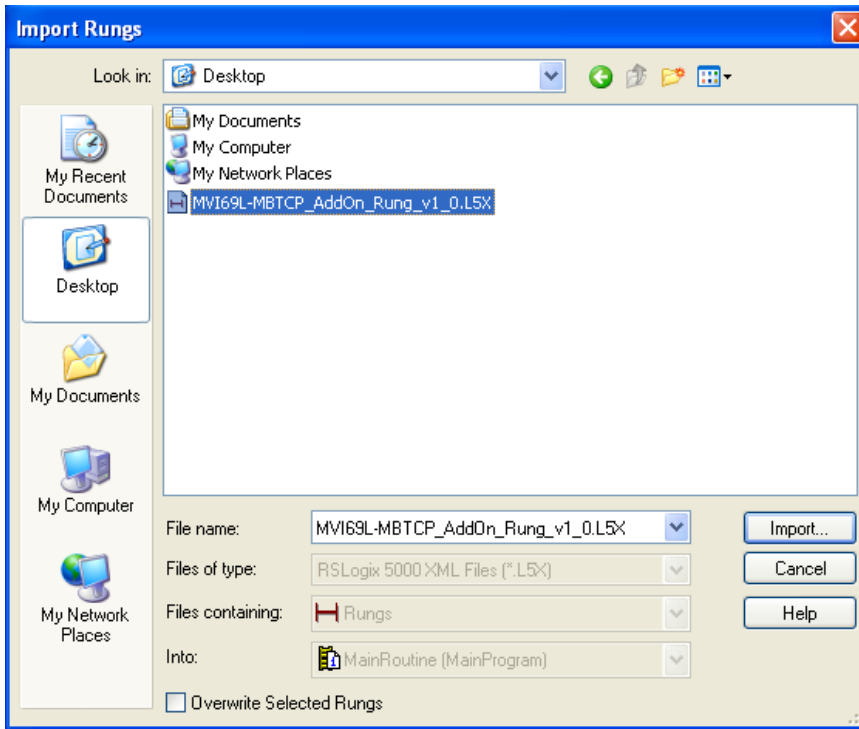 Import Rungs
Look in:
Desktop
My Recent
Documents
Desktop
My Documents
My Computer
My Network
Places
My Documents
My Computer
My Network Places
MVI69L-MBTCP_AddOn_Rung_v1_0.L5X
File name:
MVI69L-MBTCP_AddOn_Rung_v1_0.L5X
Import...
Files of type:
RSLogix 5000 XML Files (*.L5X)
Cancel
Files containing:
Rungs
Help
Into:
MainRoutine (MainProgram)
Overwrite Selected Rungs